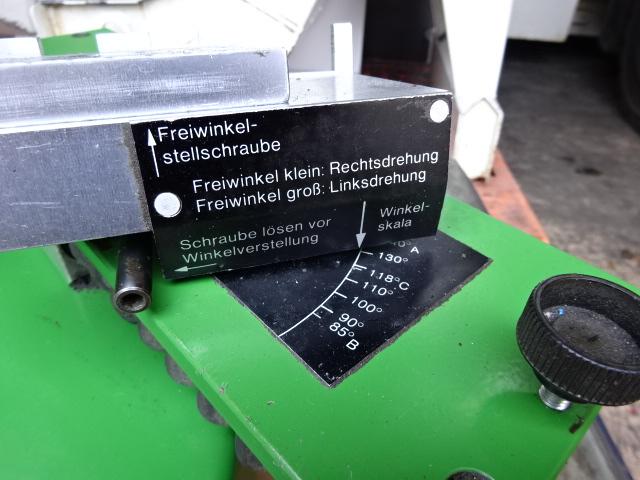 Freiwinkel-
stellschraube
Freiwinkel klein: Rechtsdrehung
Freiwinkel groß: Linksdrehung
Schraube lösen vor
Winkelverstellung
Winkel-
skala
A
130°
118° C
110°
100°
90°
85° B